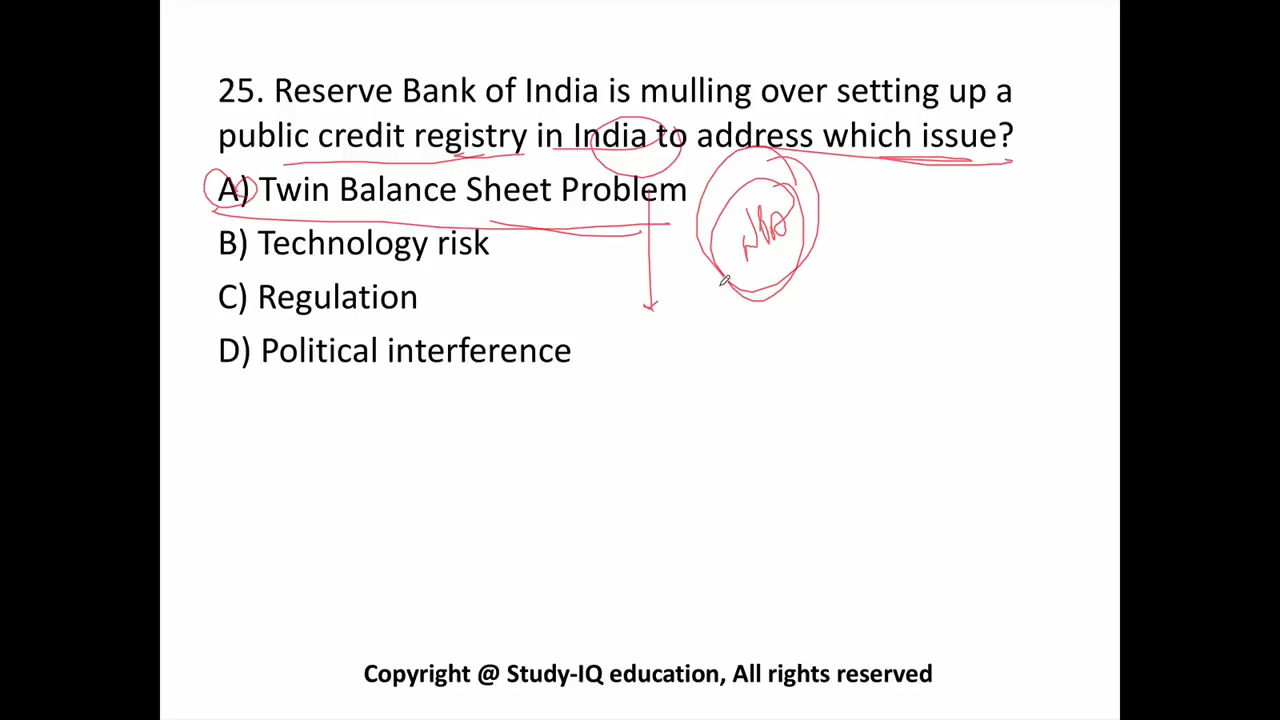 25. Reserve Bank of India is mulling over setting up a
public credit registry in India to address which issue?
A) Twin Balance Sheet Problem
B) Technology risk
C) Regulation
D) Political interference
NPA
Copyright @ Study-IQ education, All rights reserved